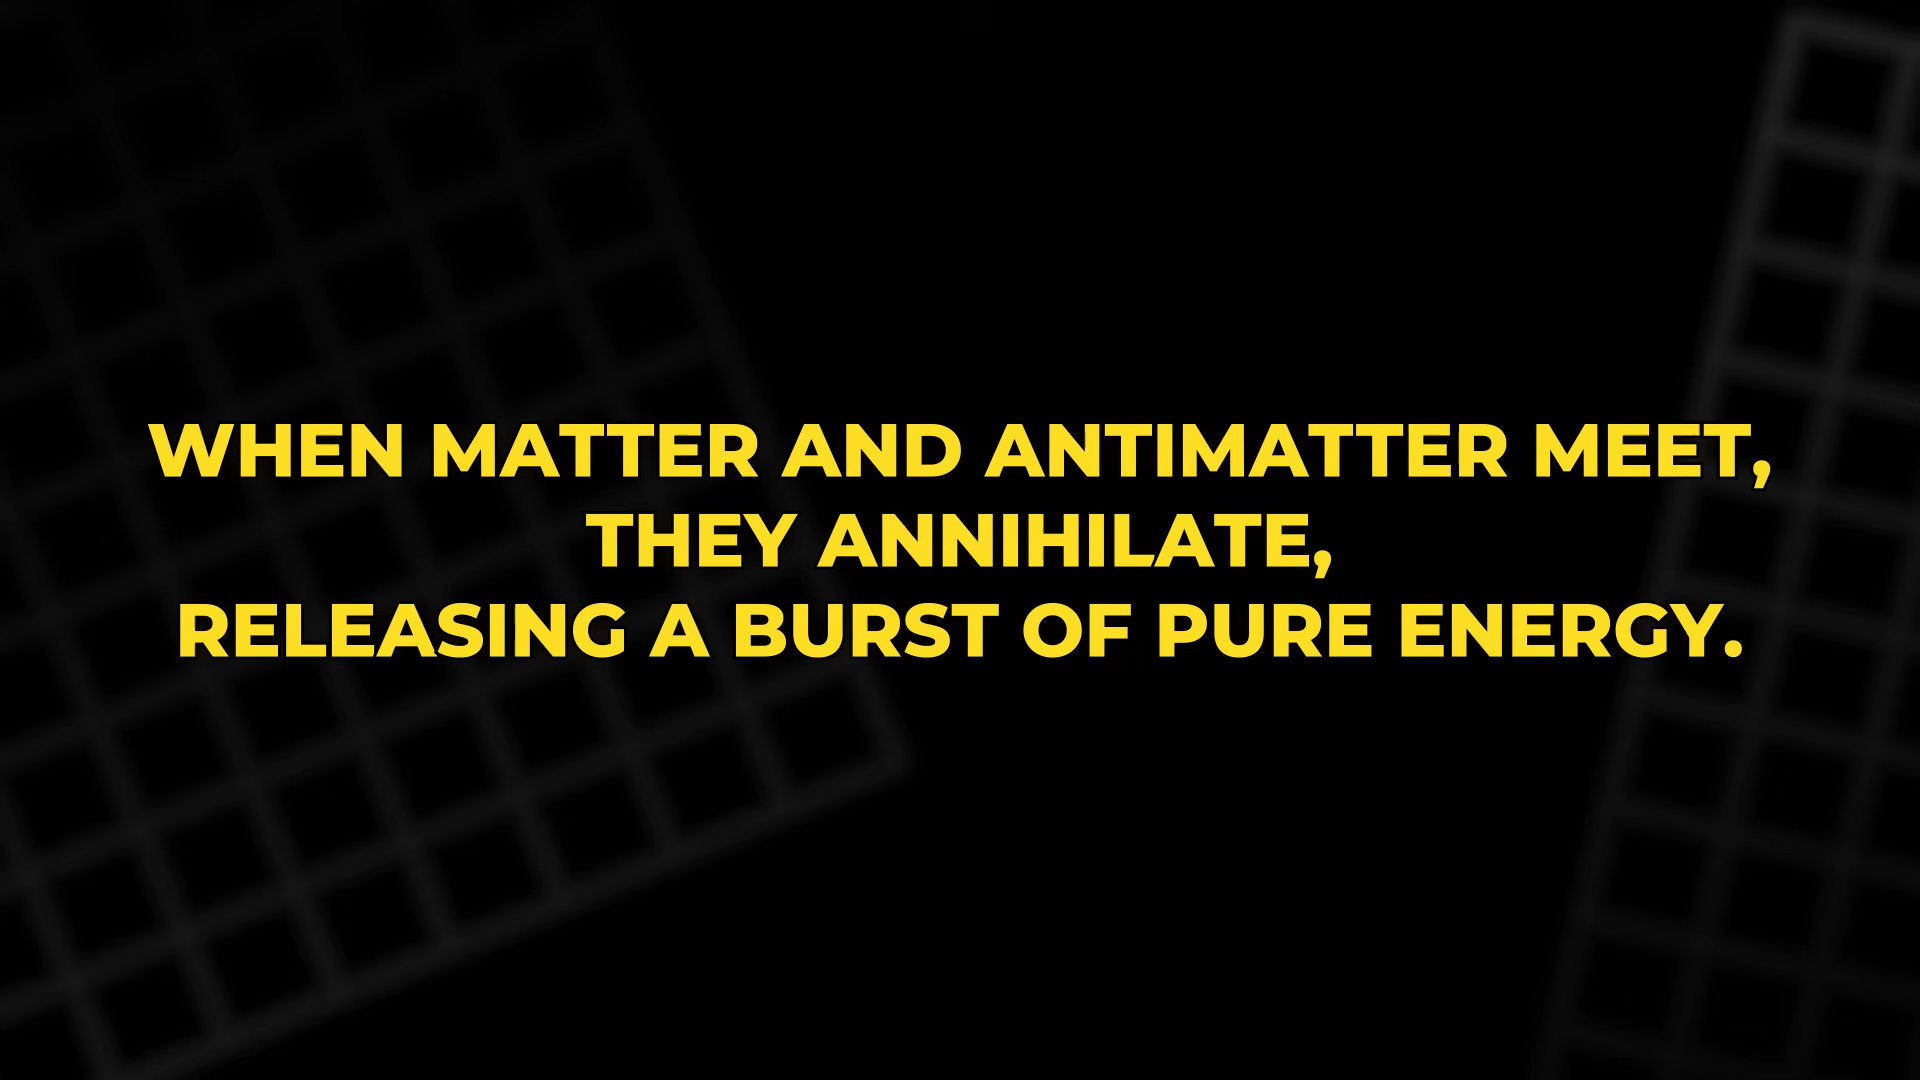 WHEN MATTER AND ANTIMATTER MEET,
THEY ANNIHILATE,
RELEASING A BURST OF PURE ENERGY.